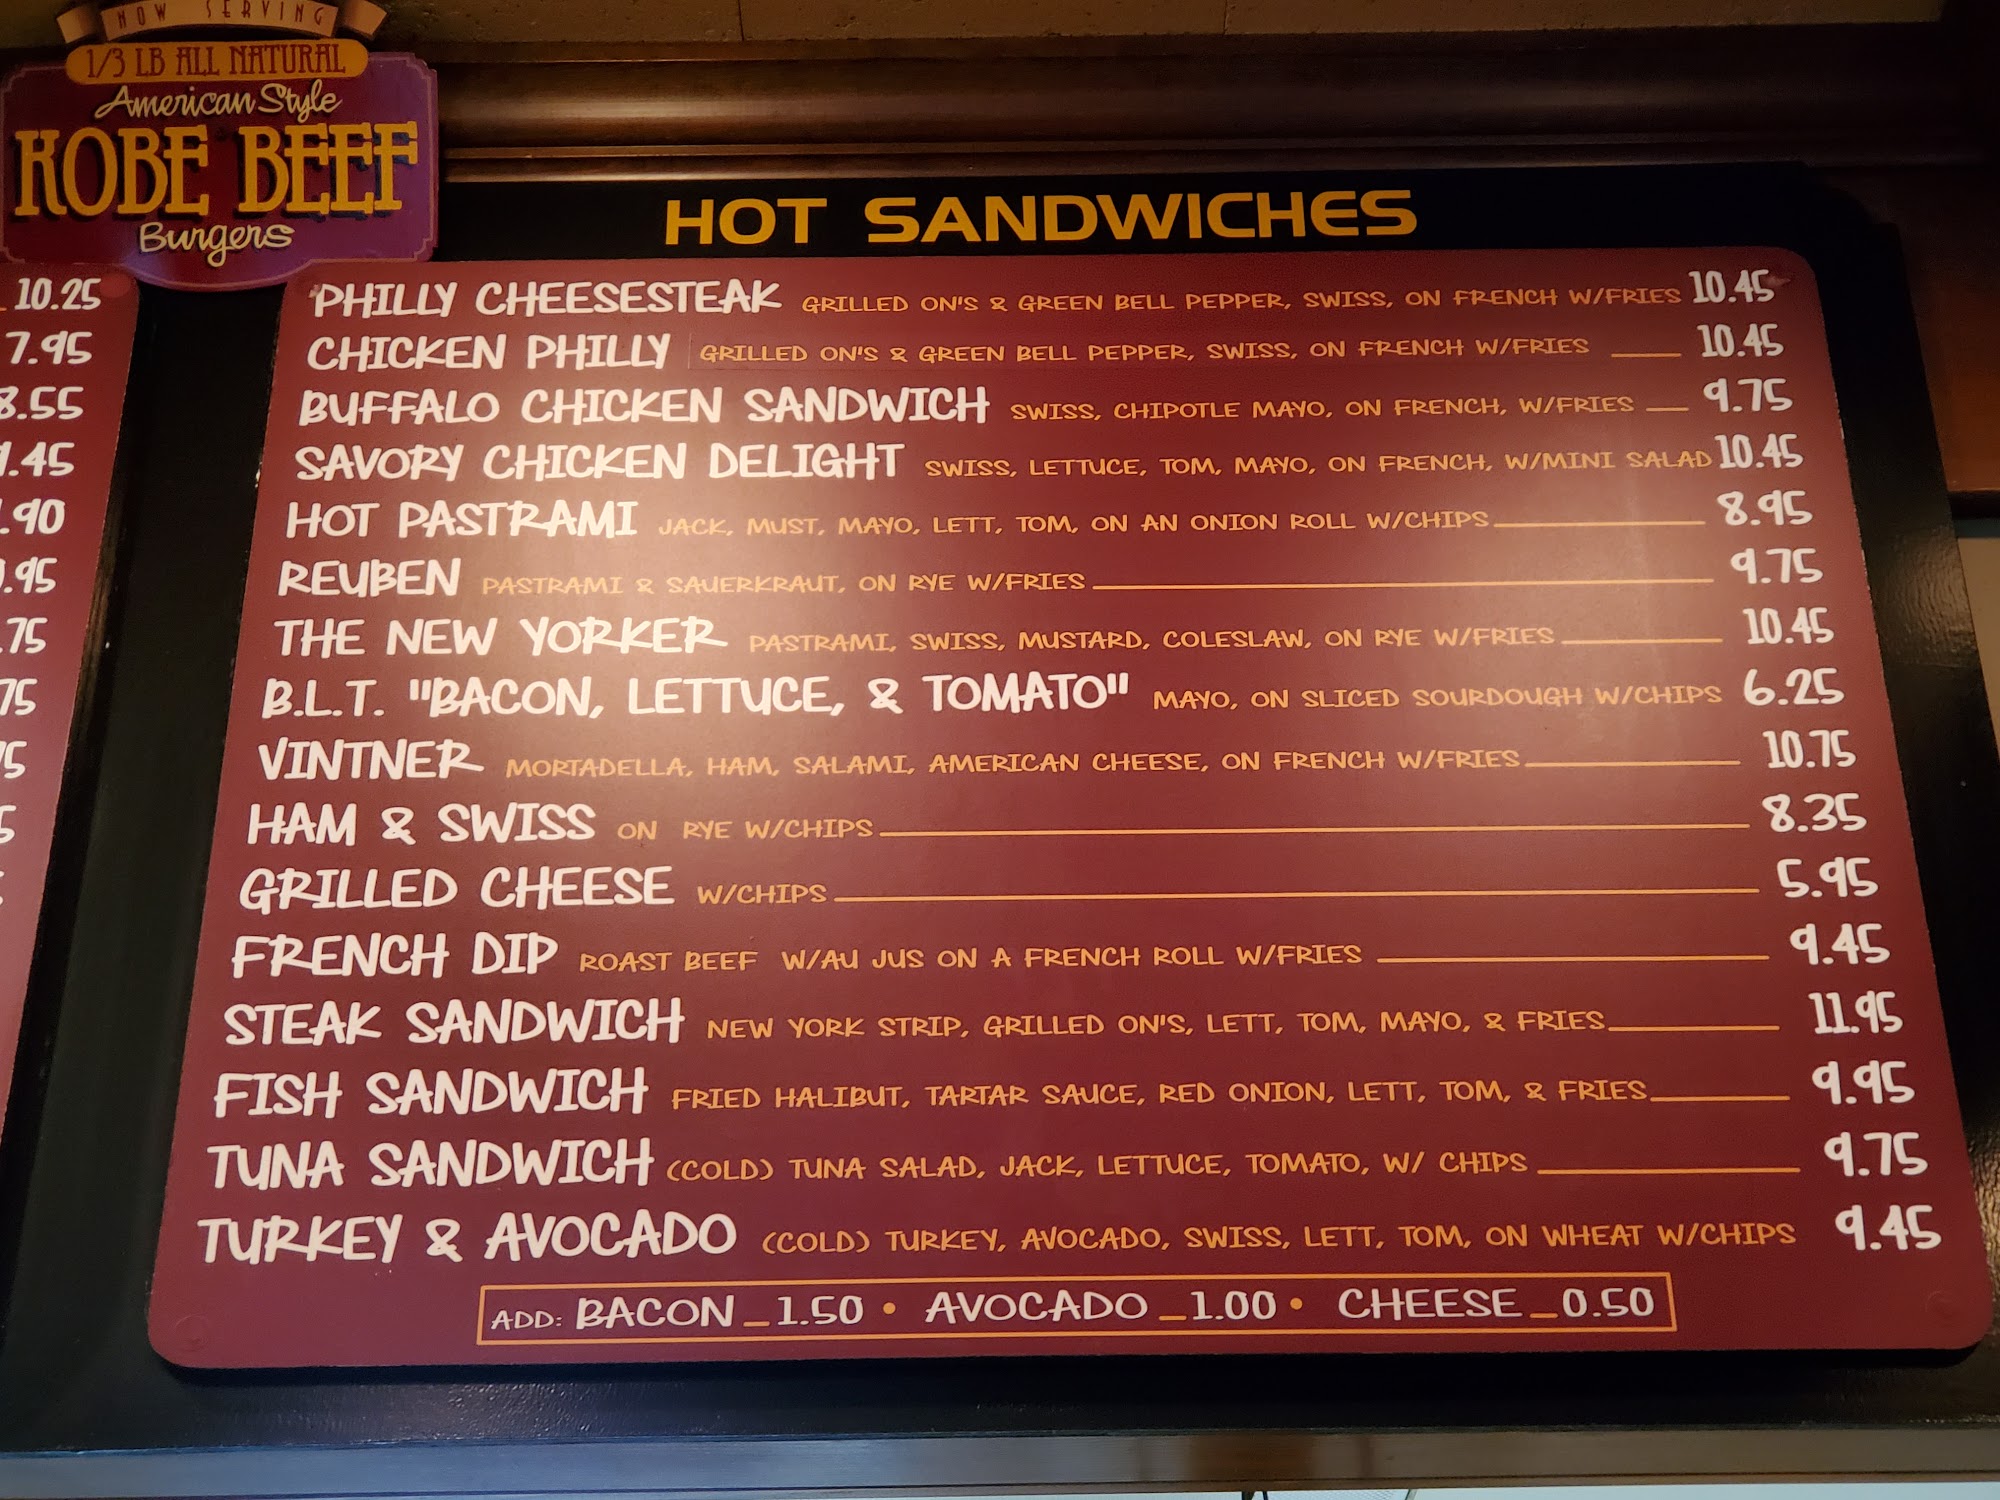 NOW SERVING
1/3 LB ALL NATURAL
American Style
KOBE BEEF
Burgers
10.25
7.95
8.55
.45
.90
.95
.75
75
HOT SANDWICHES
PHILLY CHEESESTEAK GRILLED ON'S & GREEN BELL PEPPER, SWISS, ON FRENCH W/FRIES 10.45
CHICKEN PHILLY GRILLED ON'S & GREEN BELL PEPPER, SWISS, ON FRENCH W/FRIES 10.45
BUFFALO CHICKEN SANDWICH SWISS, CHIPOTLE MAYO, ON FRENCH, W/FRIES 9.75
SAVORY CHICKEN DELIGHT SWISS, LETTUCE, TOM, MAYO, ON FRENCH, W/MINI SALAD 10.45
HOT PASTRAMI JACK, MUST, MAYO, LETT, TOM, ON AN ONION ROLL W/CHIPS 8.95
REUBEN PASTRAMI & SAUERKRAUT, ON RYE W/FRIES 9.75
THE NEW YORKER PASTRAMI, SWISS, MUSTARD, COLESLAW, ON RYE W/FRIES 10.45
B.L.T. "BACON, LETTUCE, & TOMATO" MAYO, ON SLICED SOURDOUGH W/CHIPS 6.25
VINTNER MORTADELLA, HAM, SALAMI, AMERICAN CHEESE, ON FRENCH W/FRIES 10.75
HAM & SWISS ON RYE W/CHIPS 8.35
GRILLED CHEESE W/CHIPS 5.95
FRENCH DIP ROAST BEEF W/AU JUS ON A FRENCH ROLL W/FRIES 9.45
STEAK SANDWICH NEW YORK STRIP, GRILLED ON'S, LETT, TOM, MAYO, & FRIES 11.95
FISH SANDWICH FRIED HALIBUT, TARTAR SAUCE, RED ONION, LETT, TOM, & FRIES 9.95
TUNA SANDWICH (COLD) TUNA SALAD, JACK, LETTUCE, TOMATO, W/ CHIPS 9.75
TURKEY & AVOCADO (COLD) TURKEY, AVOCADO, SWISS, LETT, TOM, ON WHEAT W/CHIPS 9.45
ADD: BACON _ 1.50 • AVOCADO _ 1.00 • CHEESE _ 0.50